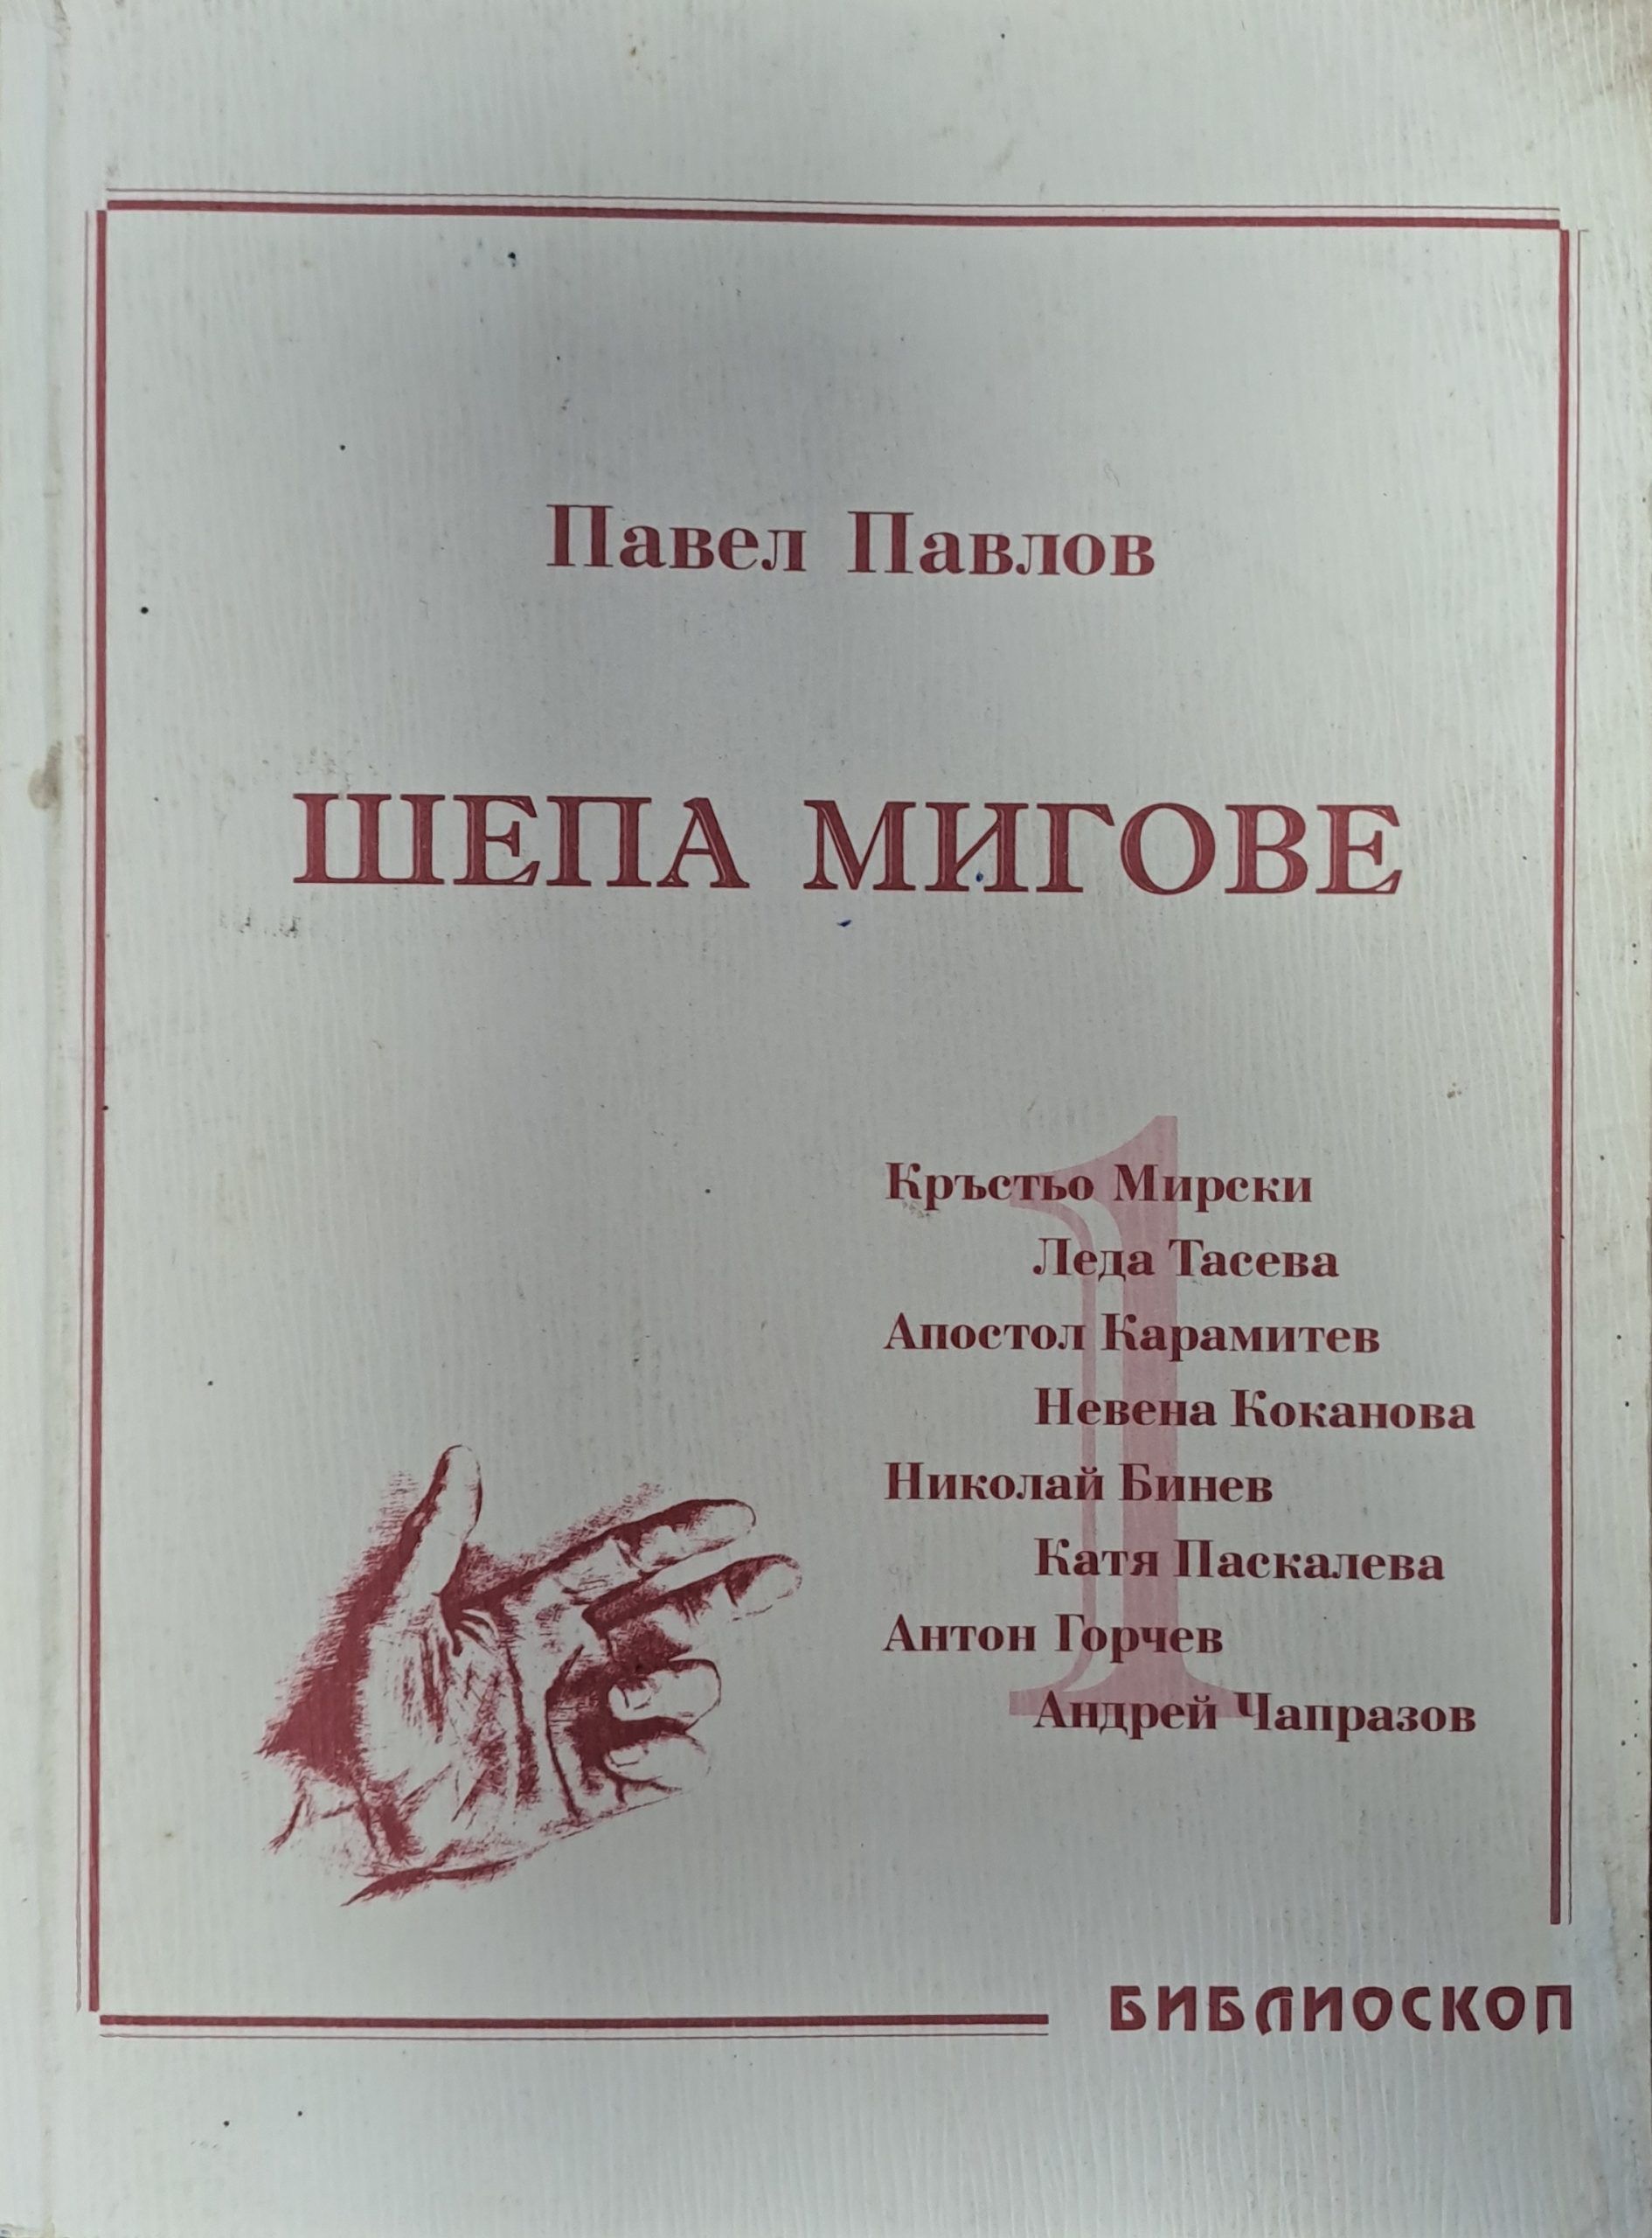 Павел Павлов
ШЕПА МИГОВЕ
1
Кръстьо Мирски
Леда Тасева
Апостол Карамитев
Невена Коканова
Николай Бинев
Катя Паскалева
Антон Горчев
Андрей Чапразов
БИБЛИОСКОП